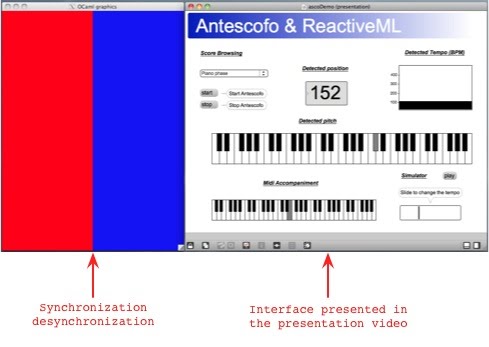 OCaml graphics
ascoDemo (presentation)
Antescofo & ReactiveML
Score Browsing
Detected Tempo (BPM)
Detected position
Piano phase
152
start
Start Antescofo
stop
Stop Antescofo
400
300
200
100
Detected pitch
Midi Accompaniment
Simulator
play
Slide to change the tempo
Synchronization
desynchronization
Interface presented in
the presentation video